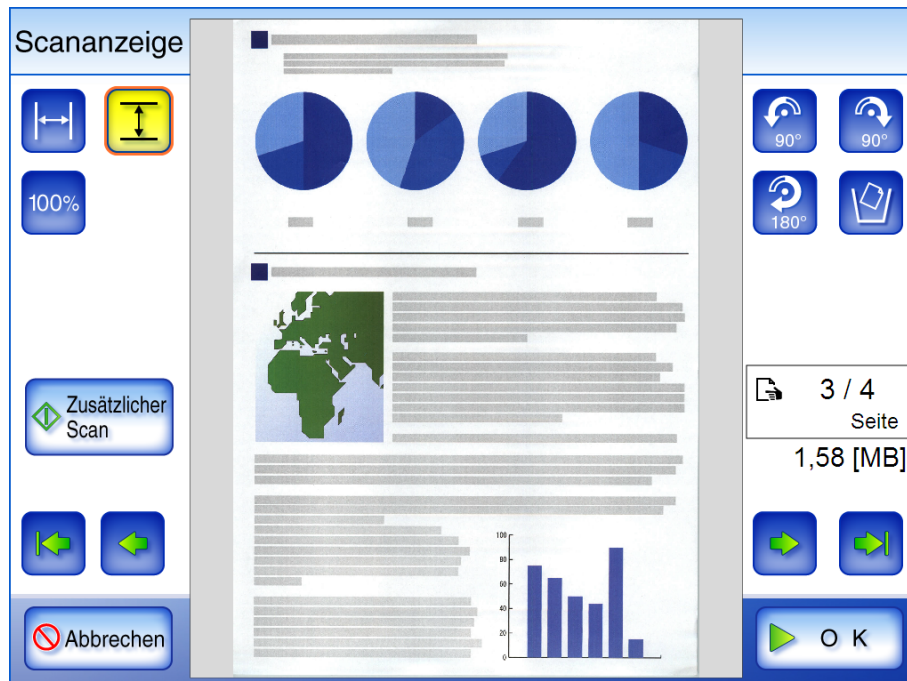 Scananzeige
100%
90°
90°
180°
Zusätzlicher
Scan
3 / 4
Seite
1,58 [MB]
100
80
60
40
20
0
Abbrechen
O K